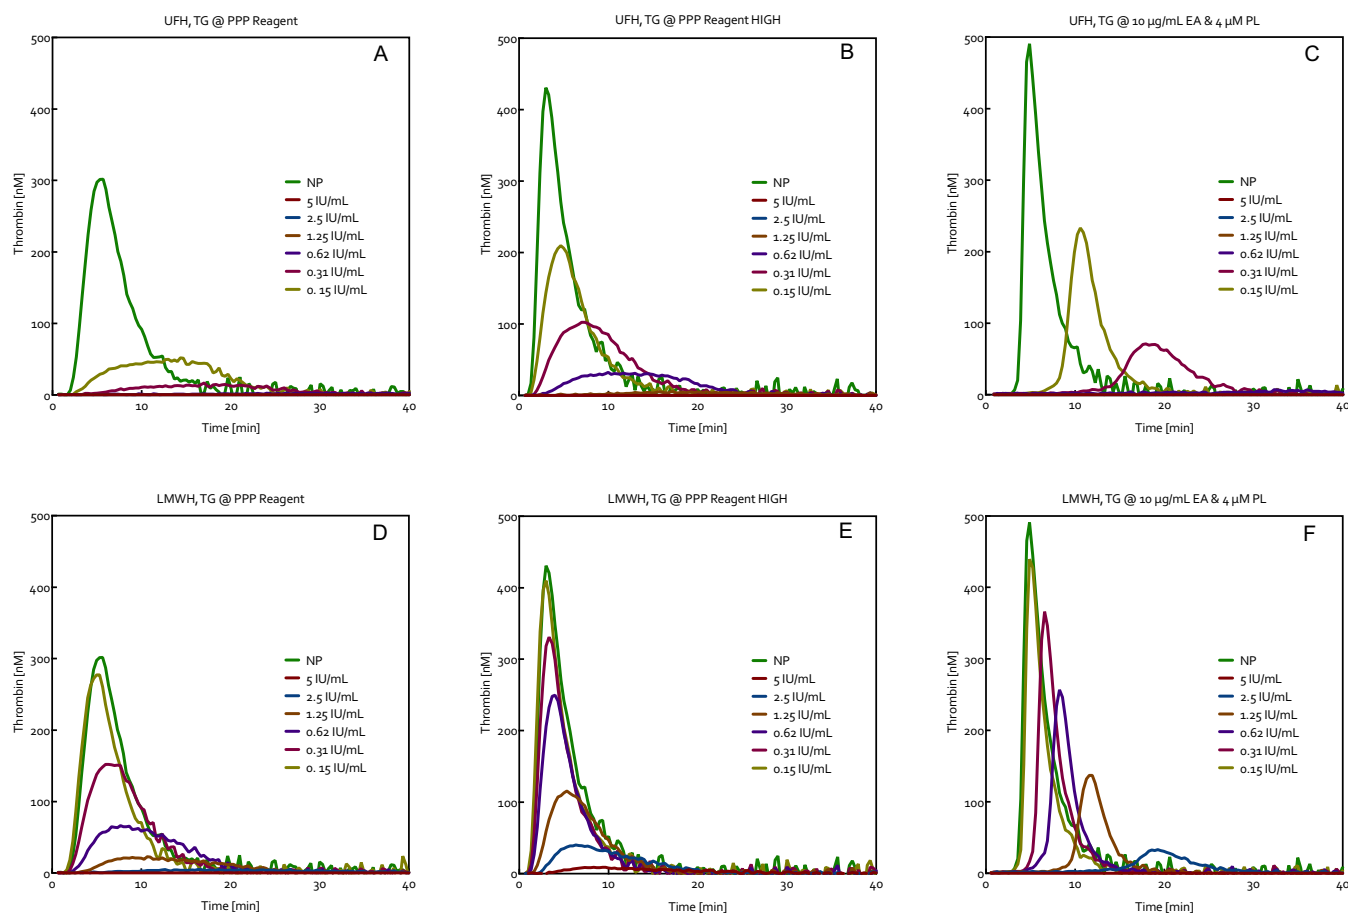 UFH, TG @ PPP Reagent
A
500
400
300
200
100
0
0
10
20
30
40
Thrombin [nM]
Time [min]
NP
5 IU/mL
2.5 IU/mL
1.25 IU/mL
0.62 IU/mL
0.31 IU/mL
0. 15 IU/mL
UFH, TG @ PPP Reagent HIGH
B
500
400
300
200
100
0
0
10
20
30
40
Thrombin [nM]
Time [min]
NP
5 IU/mL
2.5 IU/mL
1.25 IU/mL
0.62 IU/mL
0.31 IU/mL
0.15 IU/mL
UFH, TG @ 10 µg/mL EA & 4 µM PL
C
500
400
300
200
100
0
0
10
20
30
40
Thrombin [nM]
Time [min]
NP
5 IU/mL
2.5 IU/mL
1.25 IU/mL
0.62 IU/mL
0.31 IU/mL
0.15 IU/mL
LMWH, TG @ PPP Reagent
D
500
400
300
200
100
0
0
10
20
30
40
Thrombin [nM]
Time [min]
NP
5 IU/mL
2.5 IU/mL
1.25 IU/mL
0.62 IU/mL
0.31 IU/mL
0. 15 IU/mL
LMWH, TG @ PPP Reagent HIGH
E
500
400
300
200
100
0
0
10
20
30
40
Thrombin [nM]
Time [min]
NP
5 IU/mL
2.5 IU/mL
1.25 IU/mL
0.62 IU/mL
0.31 IU/mL
0.15 IU/mL
LMWH, TG @ 10 µg/mL EA & 4 µM PL
F
500
400
300
200
100
0
0
10
20
30
40
Thrombin [nM]
Time [min]
NP
5 IU/mL
2.5 IU/mL
1.25 IU/mL
0.62 IU/mL
0.31 IU/mL
0.15 IU/mL